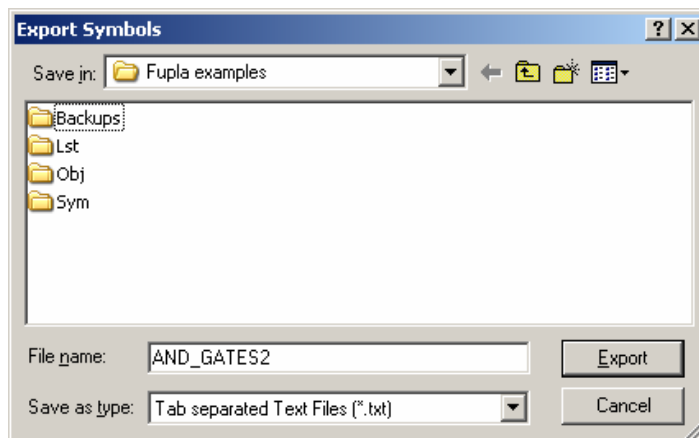 Export Symbols
Save in: Fupla examples
Backups
Lst
Obj
Sym
File name: AND_GATES2 Export
Save as type: Tab separated Text Files (*.txt) Cancel